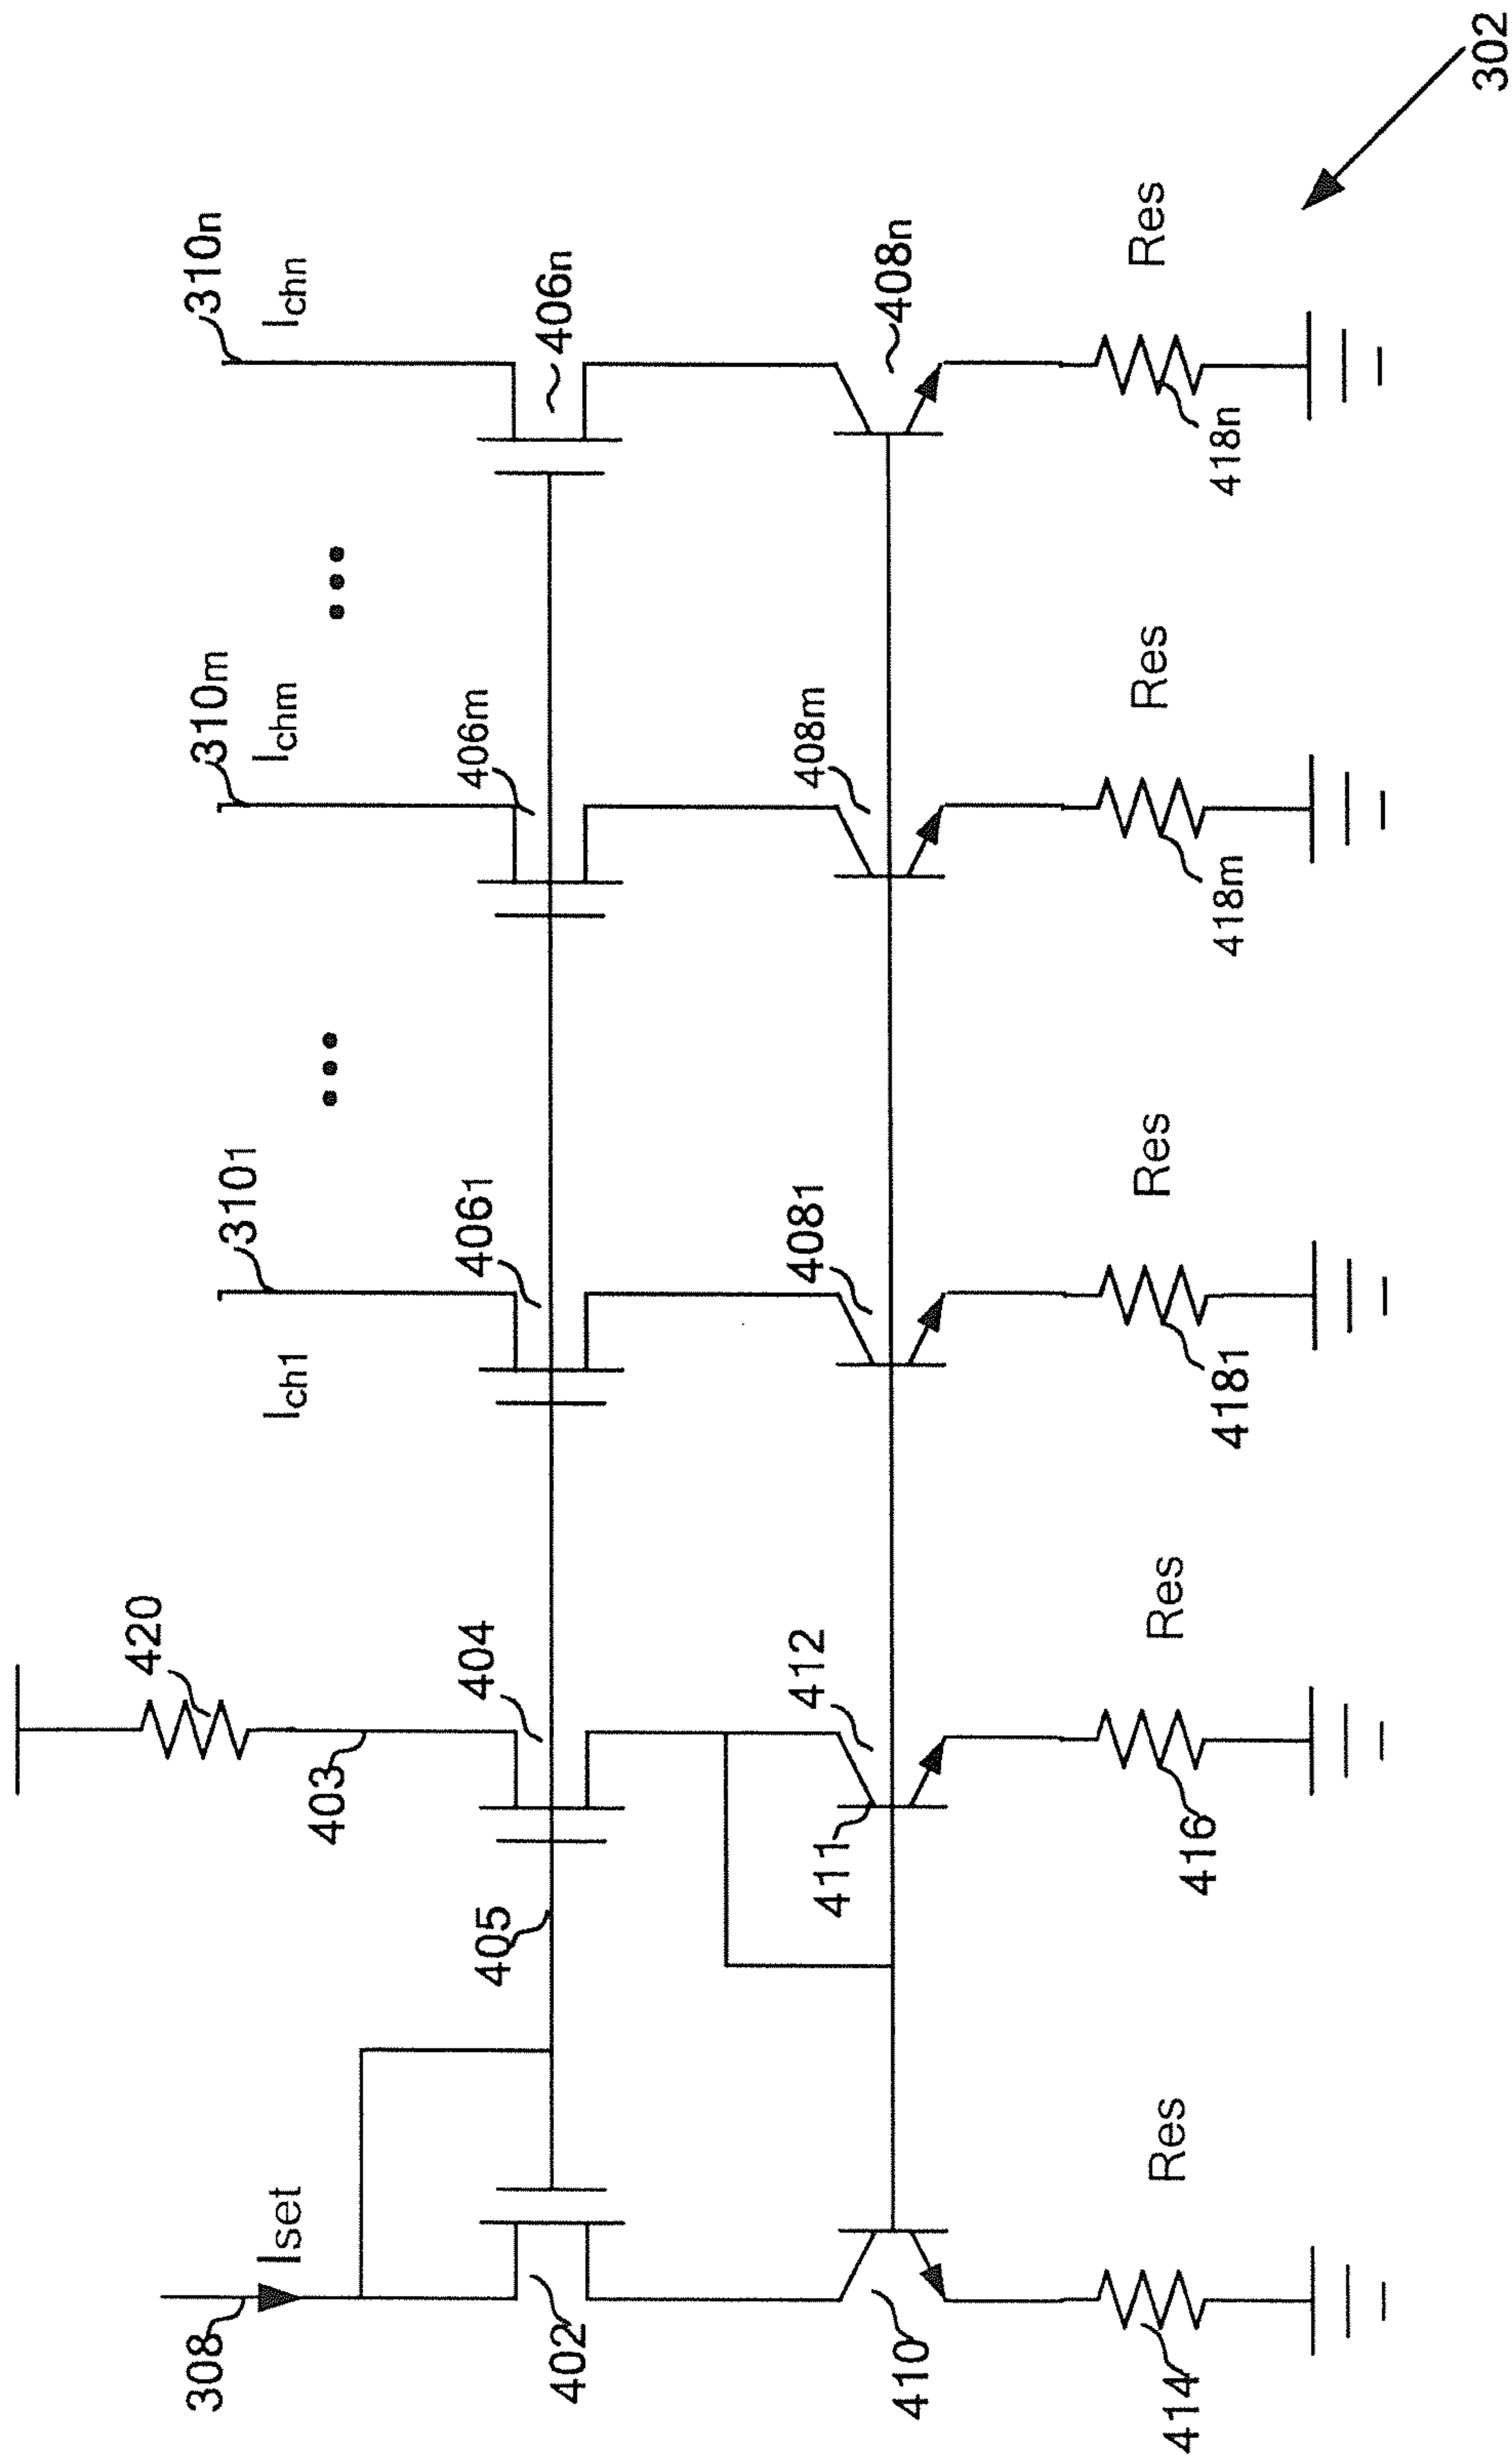 310n
Ichn
406n
408n
Res
418n
310m
Ichm
406m
408m
Res
418m
3101
Ich1
4061
4081
Res
4181
420
403
404
405
412
411
Res
416
308
Iset
402
410
Res
414
302